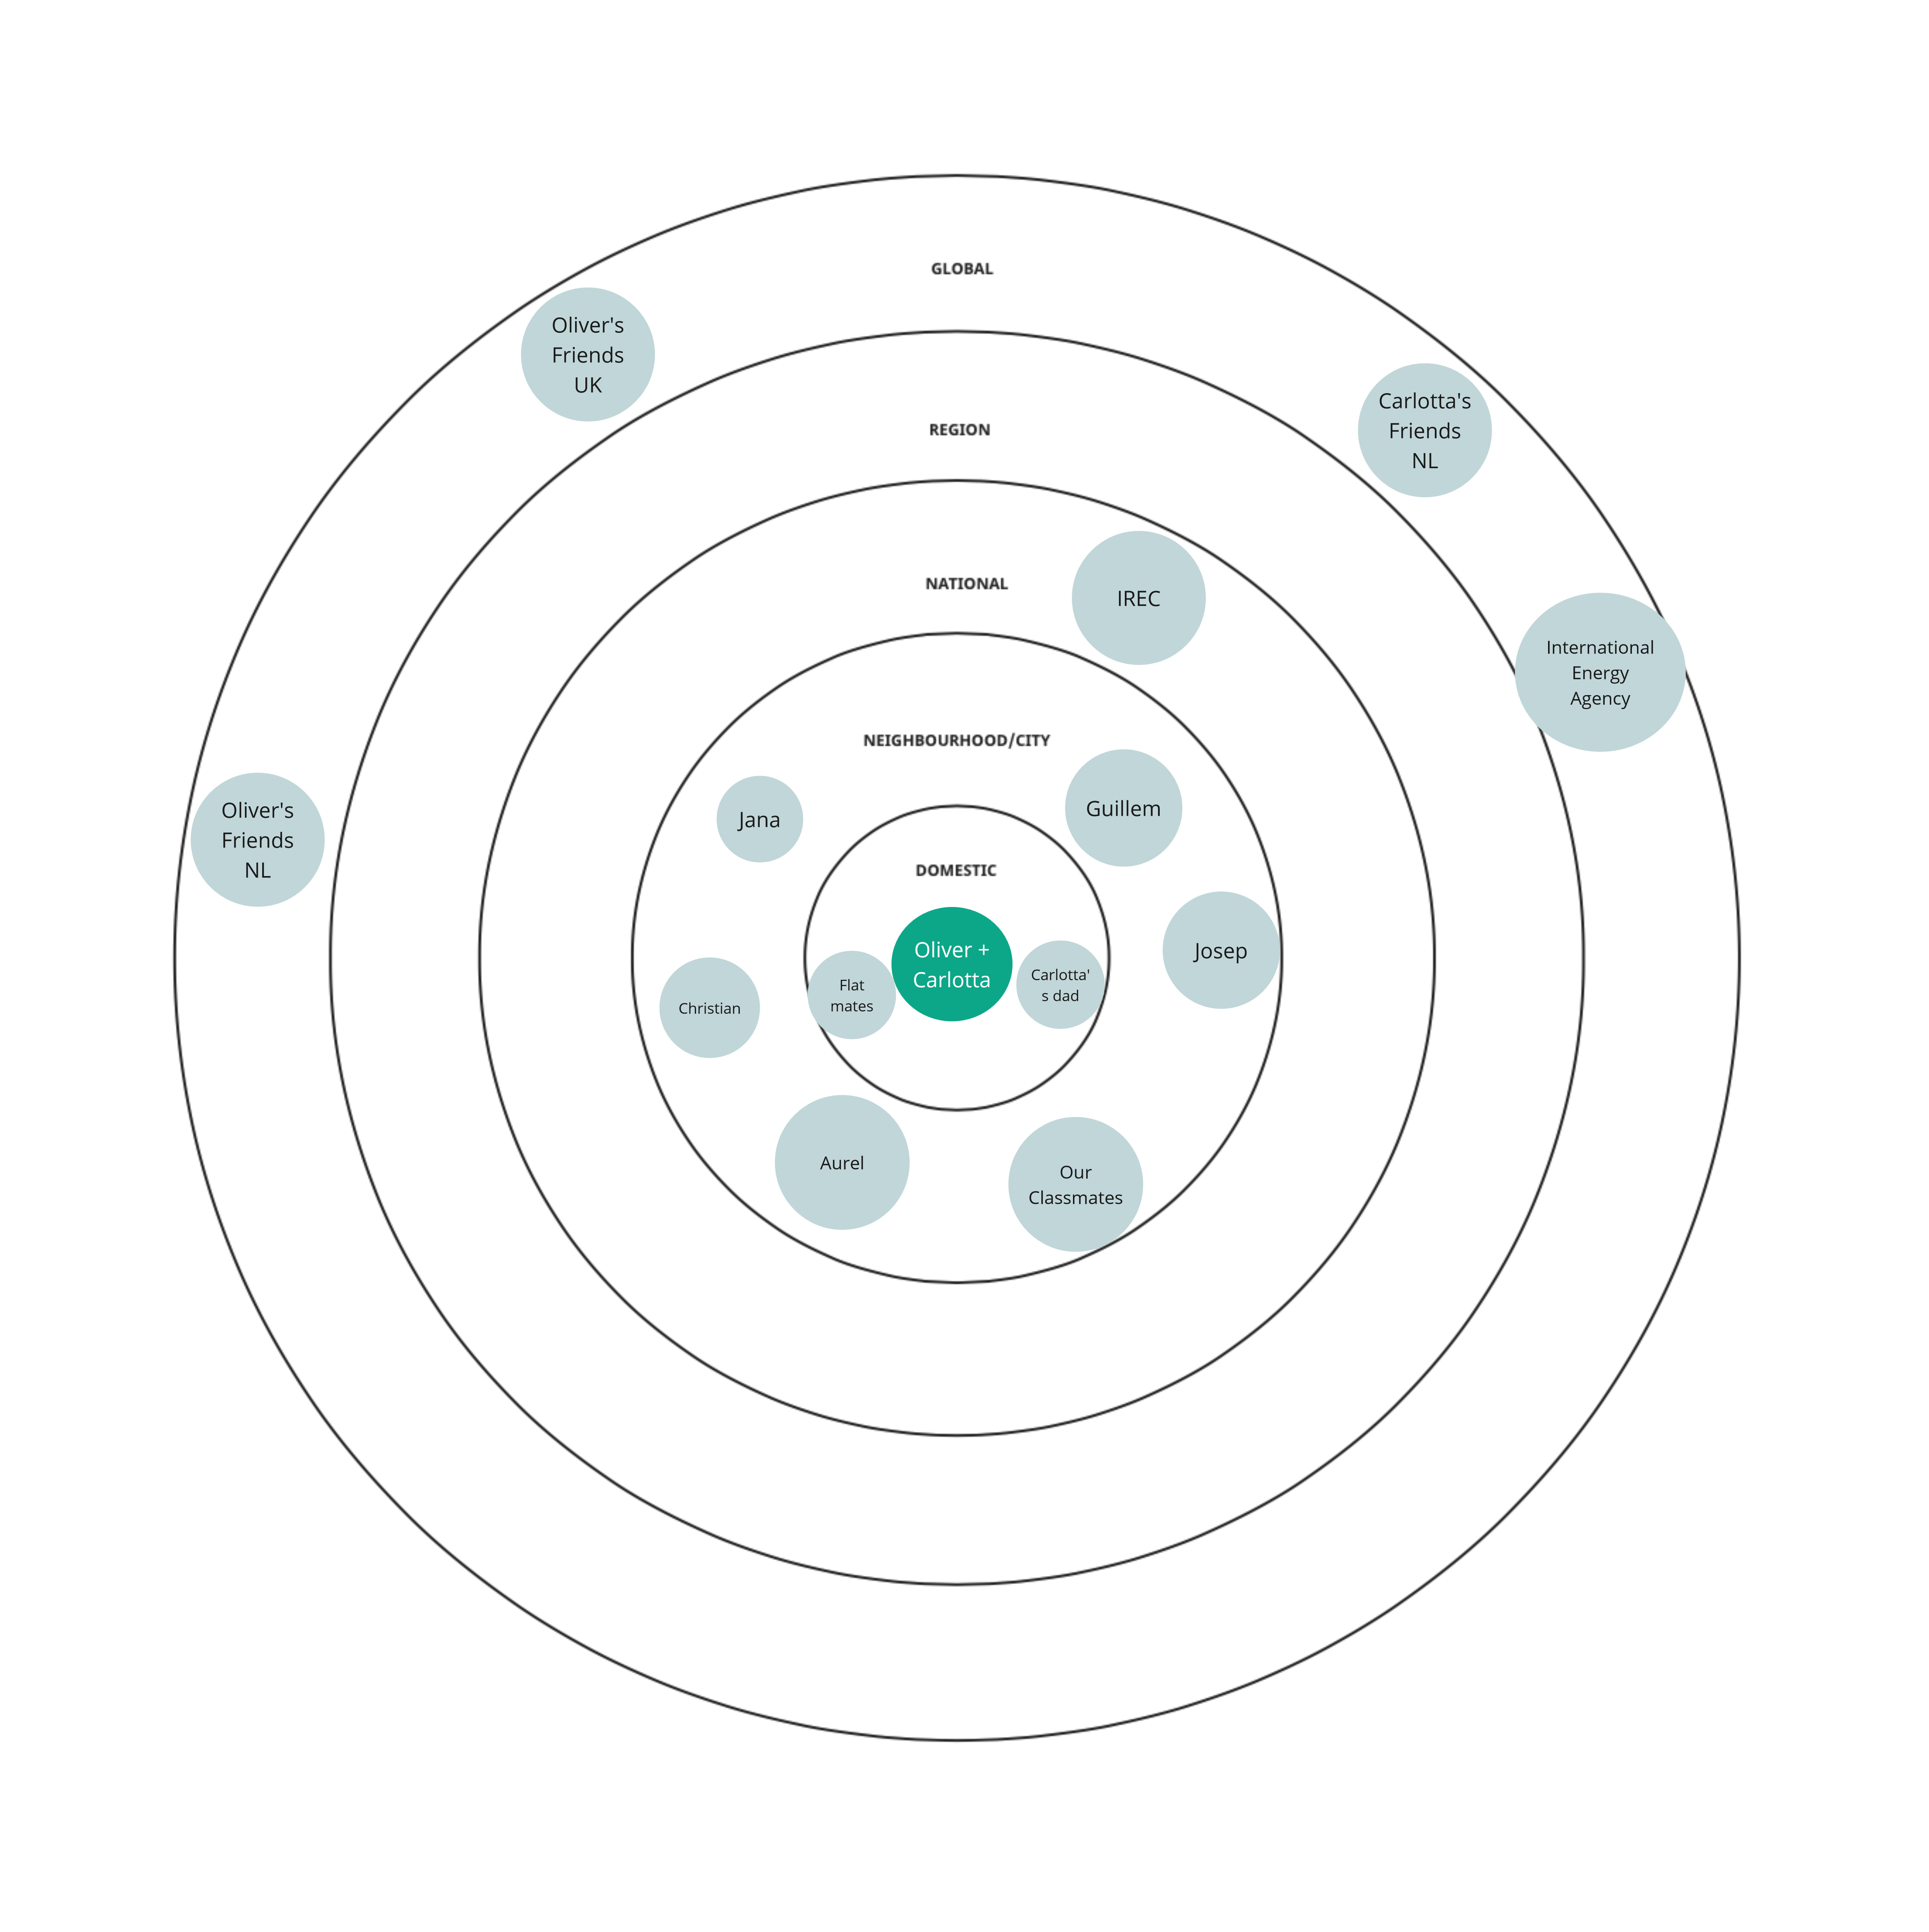 GLOBAL
Oliver's
Friends
UK
Carlotta's
Friends
NL
REGION
NATIONAL
IREC
International
Energy
Agency
NEIGHBOURHOOD/CITY
Jana
Guillem
Oliver's
Friends
NL
DOMESTIC
Oliver +
Carlotta
Josep
Flat
mates
Carlotta'
s dad
Christian
Aurel
Our
Classmates